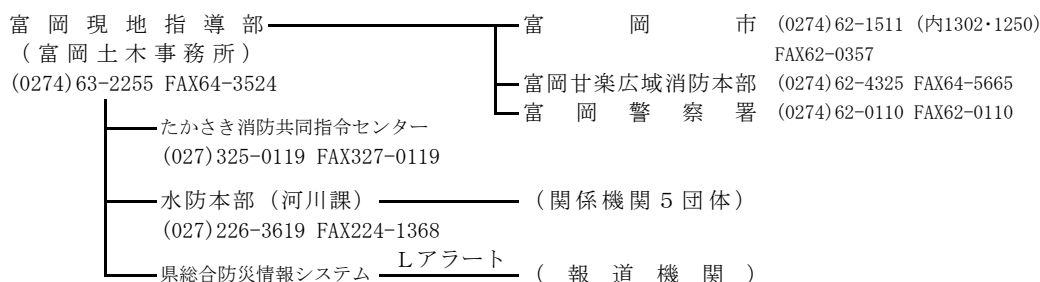 富岡現地指導部 富岡市 (0274)62-1511 (内1302・1250)
(富岡土木事務所) FAX62-0357
(0274)63-2255 FAX64-3524 富岡甘楽広域消防本部 (0274)62-4325 FAX64-5665
富岡警察署 (0274)62-0110 FAX62-0110
たかさき消防共同指令センター
(027)325-0119 FAX327-0119
水防本部(河川課) (関係機関5団体)
(027)226-3619 FAX224-1368
県総合防災情報システム Lアラート (報道機関)